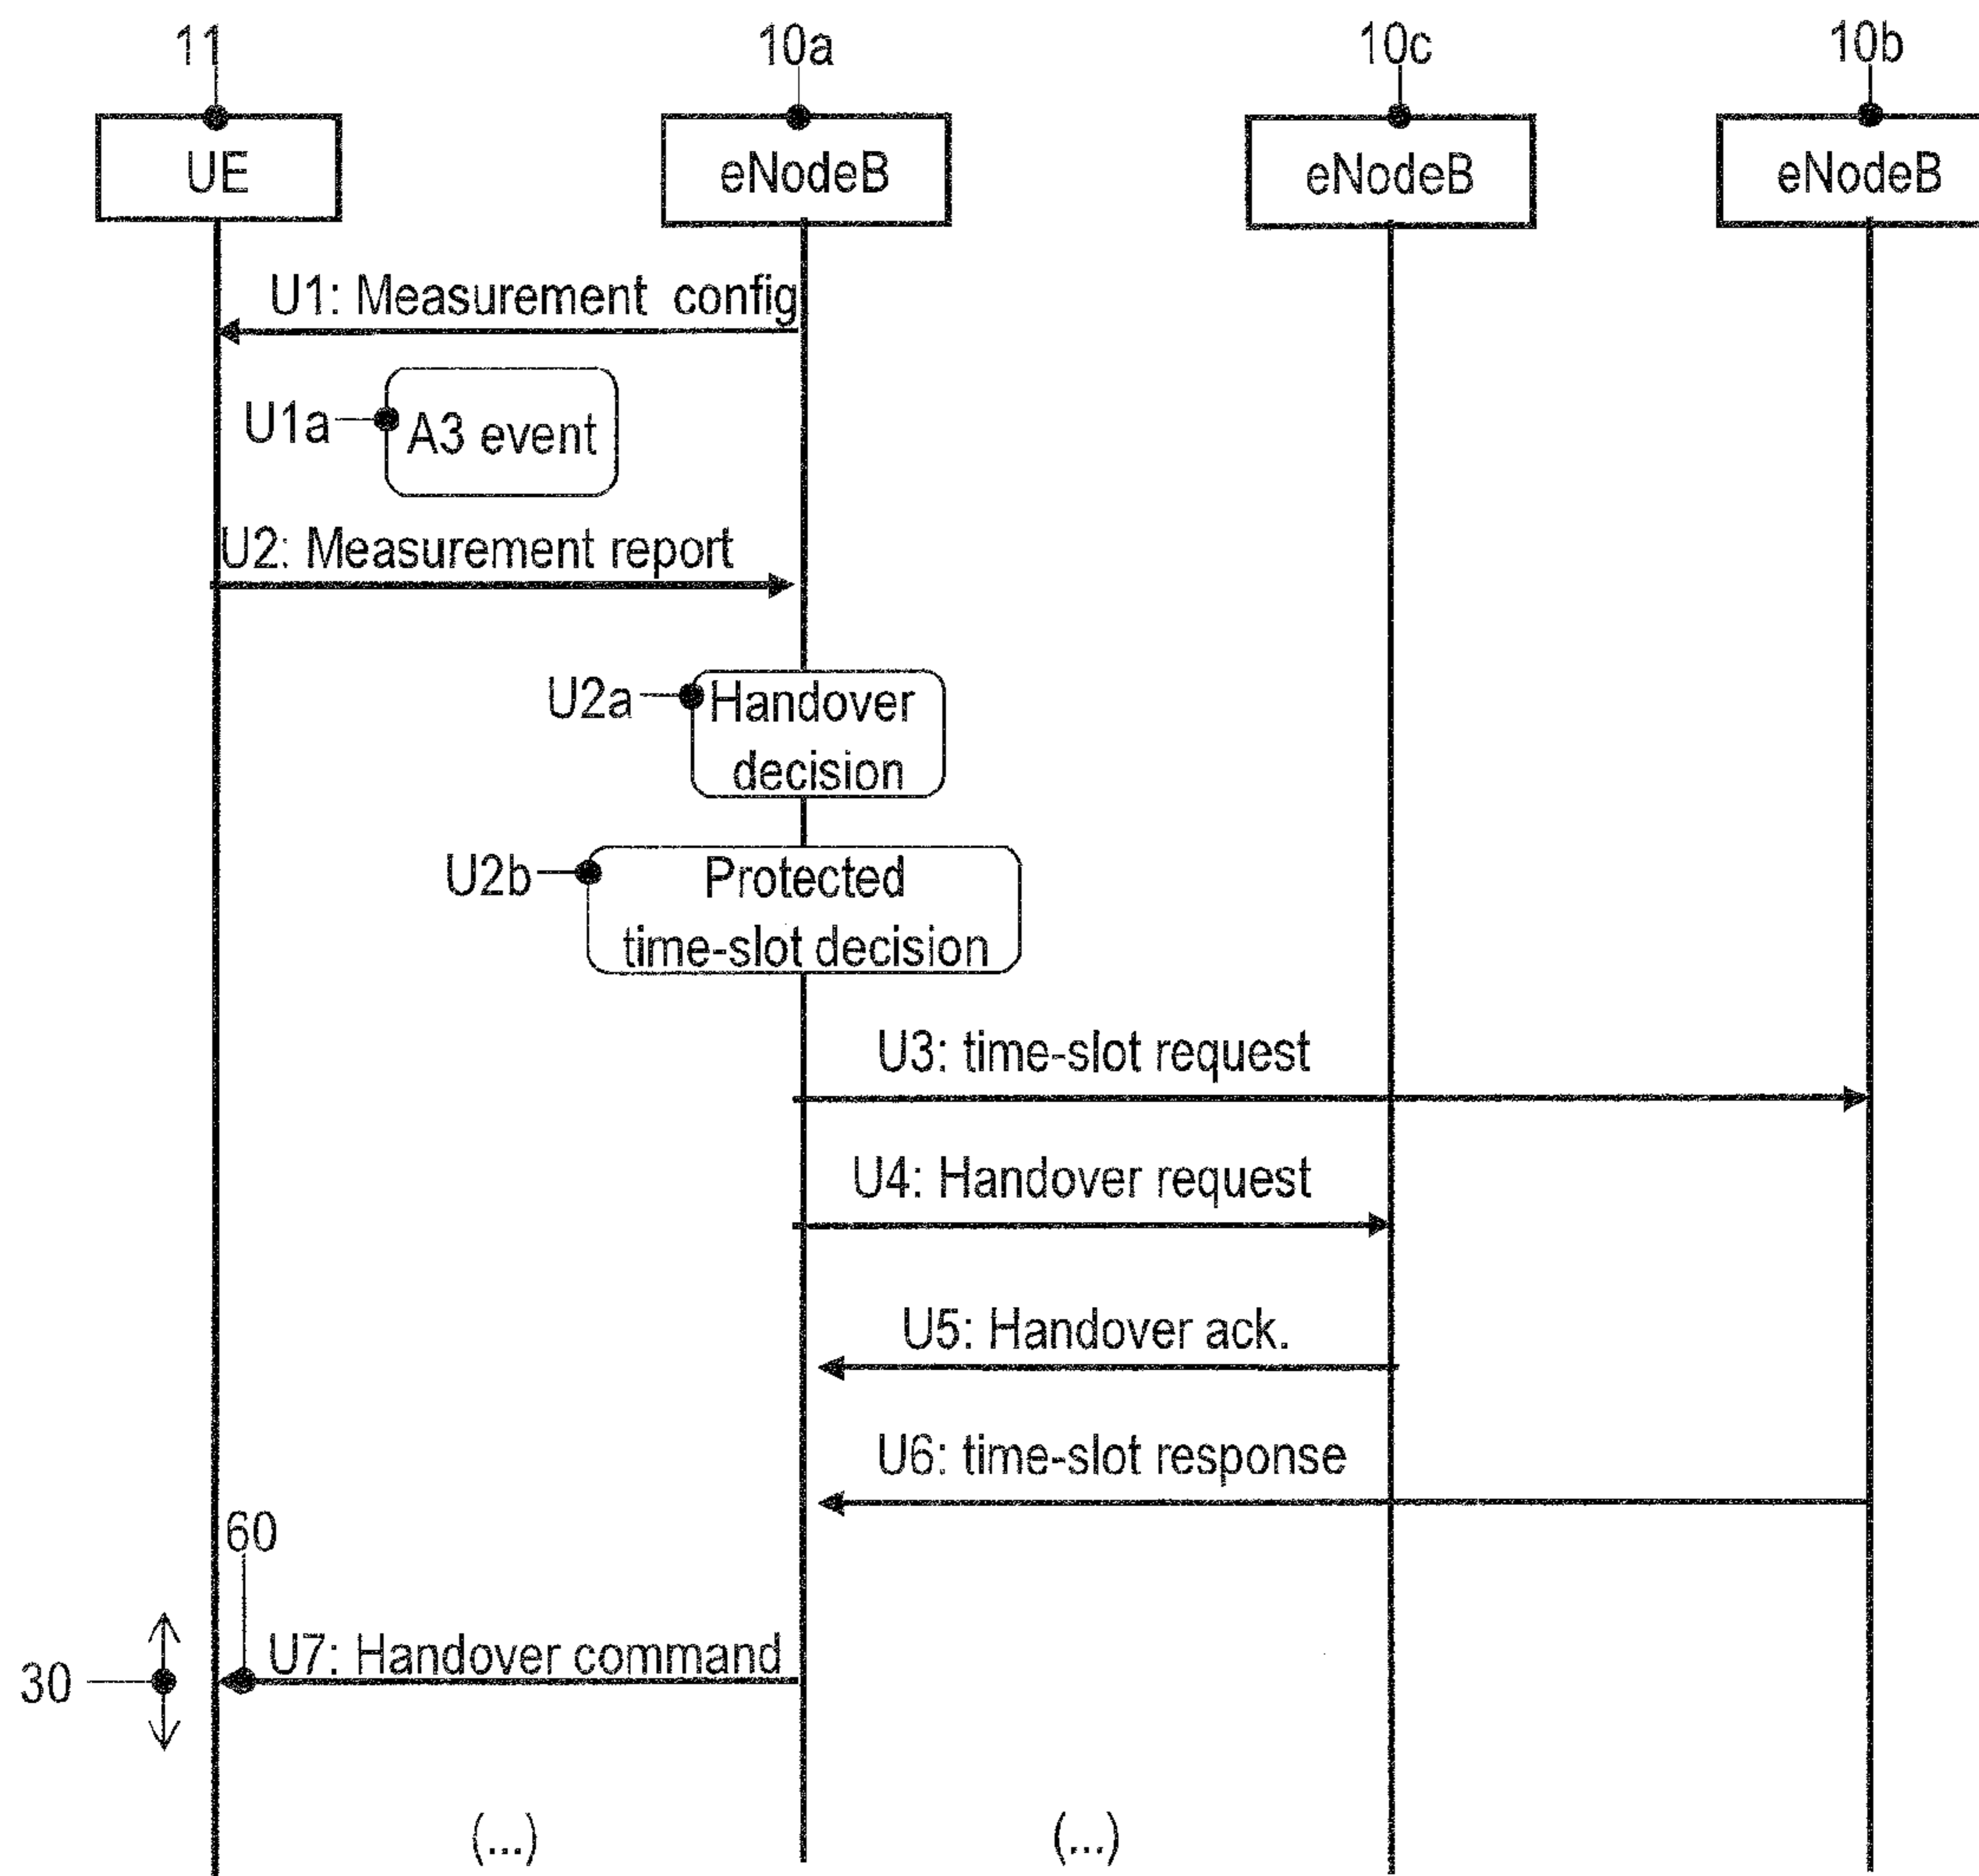 11 10a 10c 10b
UE eNodeB eNodeB eNodeB
U1: Measurement config
U1a A3 event
U2: Measurement report
U2a Handover
decision
U2b Protected
time-slot decision
U3: time-slot request
U4: Handover request
U5: Handover ack.
U6: time-slot response
60
30 U7: Handover command
(...) (...)